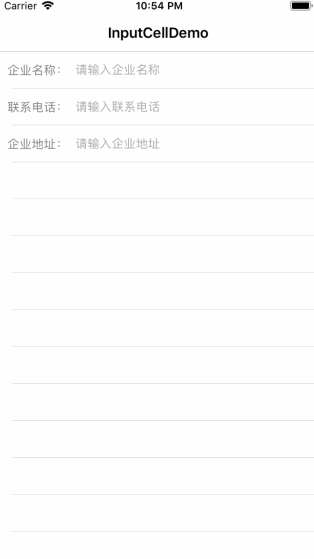 Carrier 10:54 PM
InputCellDemo
企业名称： 请输入企业名称
联系电话： 请输入联系电话
企业地址： 请输入企业地址